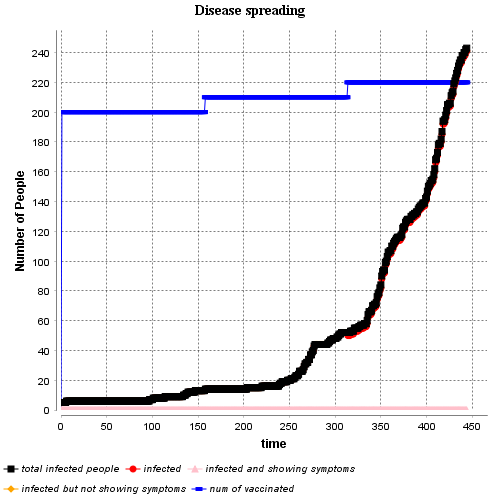 Disease spreading
240
220
200
180
160
140
120
100
80
60
40
20
0
Number of People
0 50 100 150 200 250 300 350 400 450
time
total infected people infected infected and showing symptoms
infected but not showing symptoms num of vaccinated